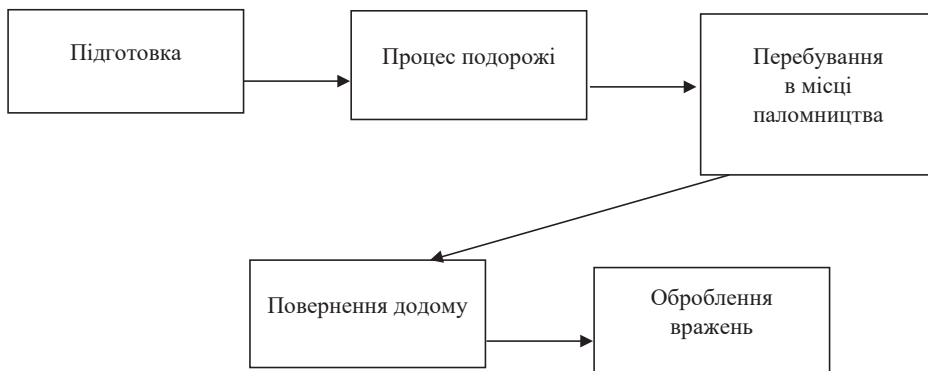 Підготовка
Процес подорожі
Перебування
в місці
паломництва
Повернення додому
Оброблення
вражень